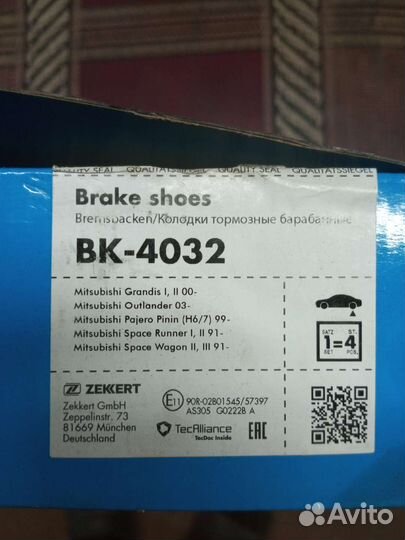 QUALITY SEAL QUALITÄTSSIEGEL QUALITY SEAL QUALITÄTSSIEGEL
Brake shoes
Bremsbacken/Колодки тормозные барабанные
BK-4032
Mitsubishi Grandis I, II 00-
Mitsubishi Outlander 03-
Mitsubishi Pajero Pinin (H6/7) 99-
Mitsubishi Space Runner I, II 91-
Mitsubishi Space Wagon II, III 91-
SATZ ST.
1=4
SET PCS.
ZEKKERT
Zekkert GmbH
Zeppelinstr. 73
81669 München
Deutschland
E11 90R-02B01545/57397
AS305 G0222B A
TecAlliance
TecDoc Inside
EAC
Avito